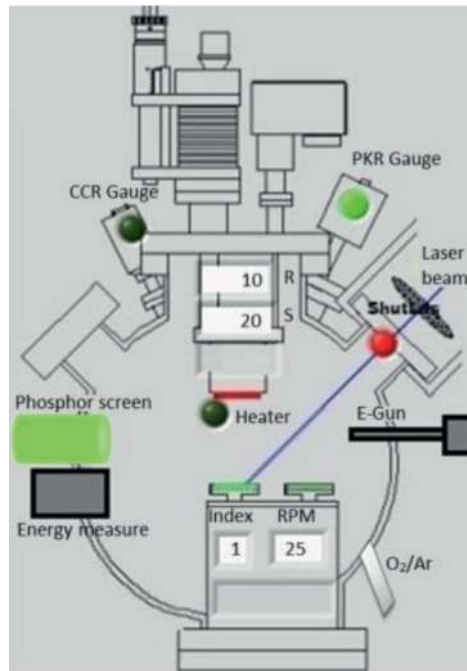 PKR Gauge
CCR Gauge
Laser
beam
10 R
20 S
Heater
Phosphor screen
E-Gun
Energy measure
Index RPM
1 25
O₂/Ar